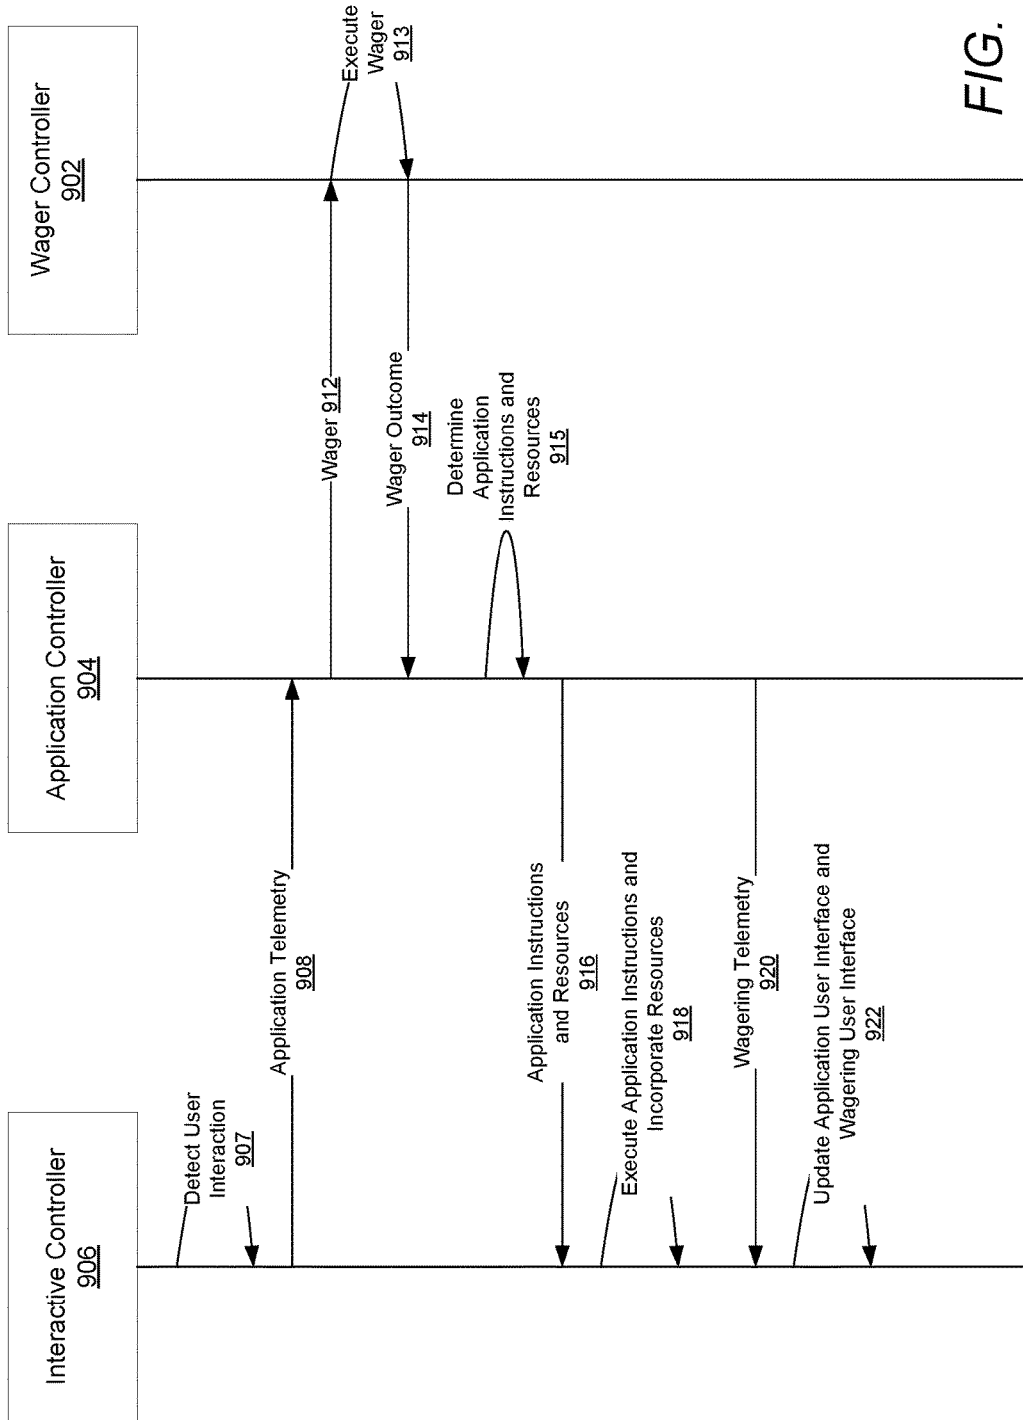 Interactive Controller
906
Application Controller
904
Wager Controller
902
Detect User
Interaction
907
Application Telemetry
908
Wager 912
Execute
Wager
913
Wager Outcome
914
Determine
Application
Instructions and
Resources
915
Application Instructions
and Resources
916
Execute Application Instructions and
Incorporate Resources
918
Wagering Telemetry
920
Update Application User Interface and
Wagering User Interface
922
FIG.